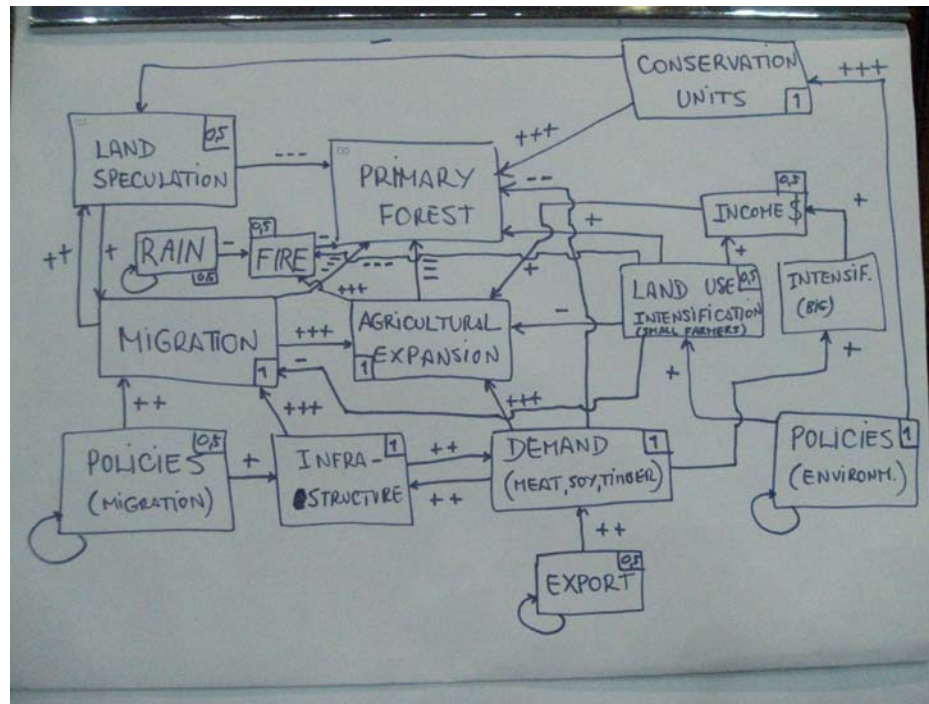 -
CONSERVATION
UNITS
1
+++
LAND
SPECULATION
0,5
---
+++
PRIMARY
FOREST
--
0,5
INCOME $
+
++
+
RAIN
0,5
-
0,5
FIRE
-
---
+
+
+
+++
LAND USE
INTENSIFICATION
(SMALL FARMERS)
0,5
INTENSIF.
(BIG)
MIGRATION
1
+++
-
AGRICULTURAL
EXPANSION
1
-
+
+
++
+++
+++
POLICIES
(MIGRATION)
0,5
+
INFRA-
STRUCTURE
1
++
++
DEMAND
(MEAT, SOY, TIMBER)
1
POLICIES
(ENVIRONM.)
1
++
EXPORT
0,5